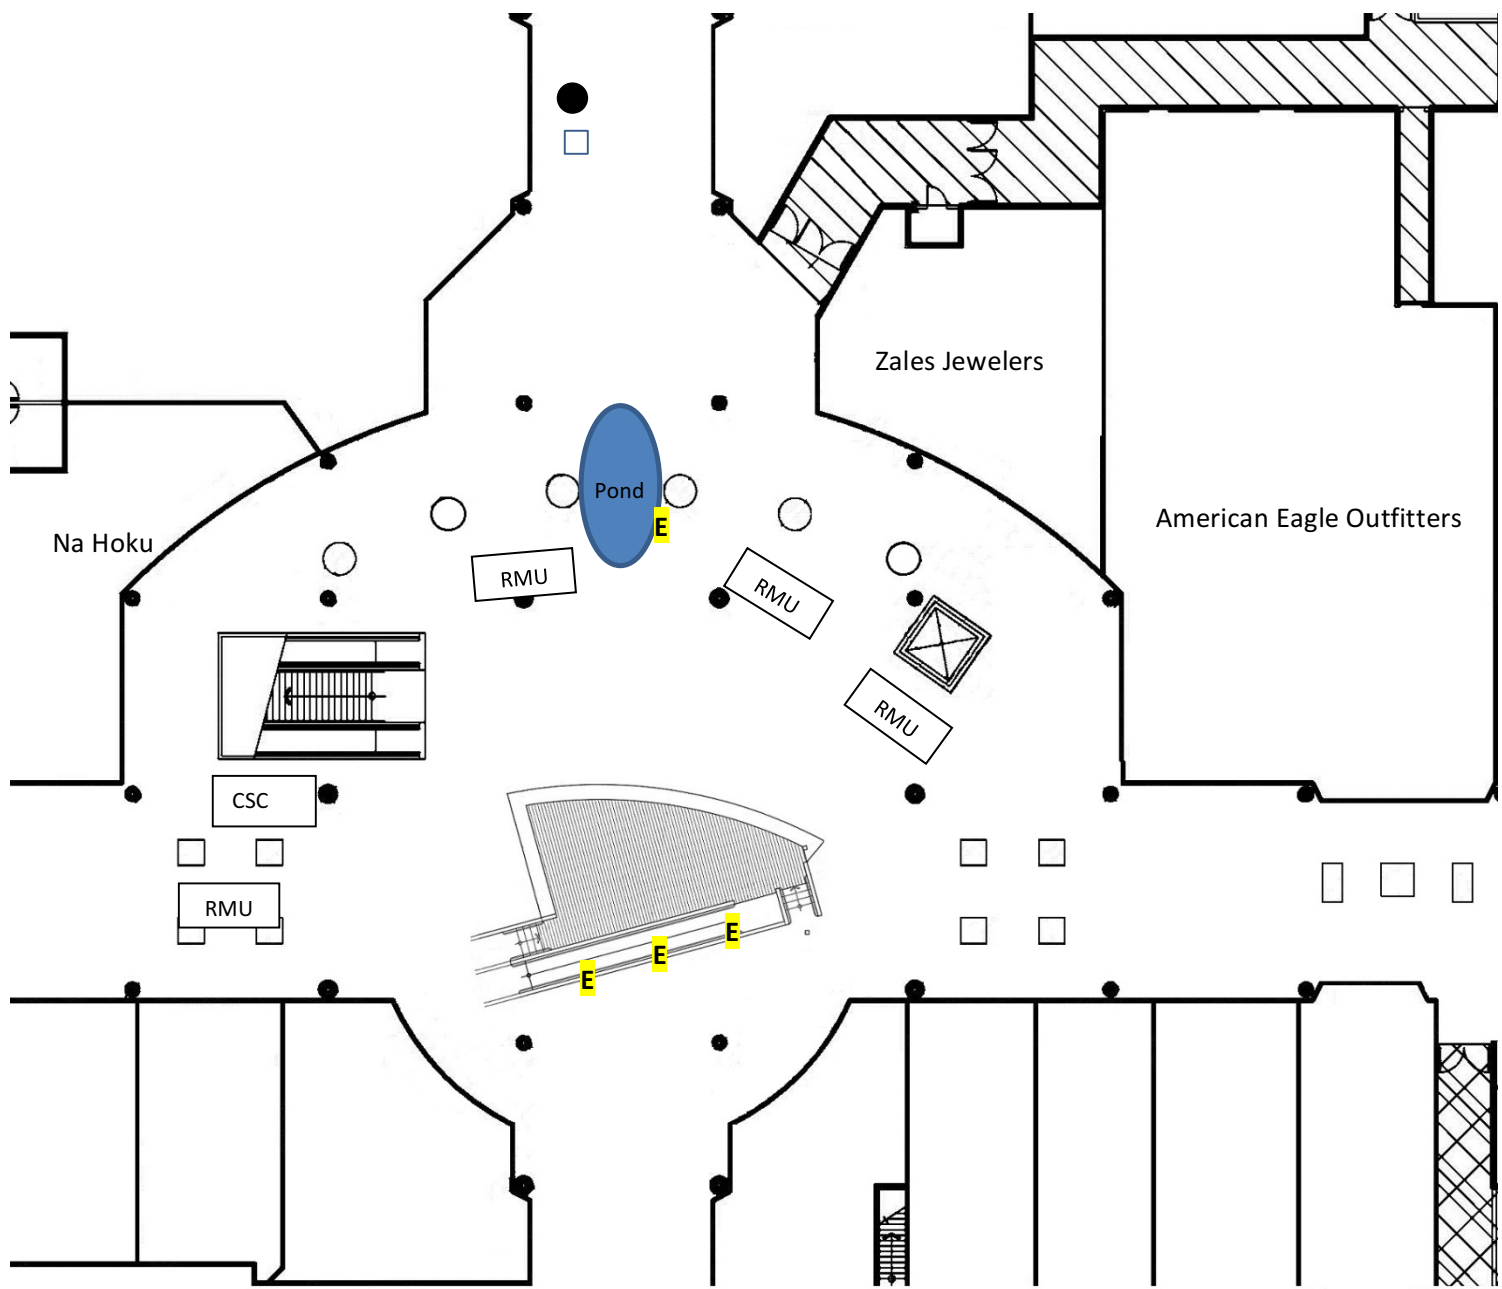 Zales Jewelers
Pond
E
American Eagle Outfitters
Na Hoku
RMU
RMU
RMU
CSC
RMU
E
E
E